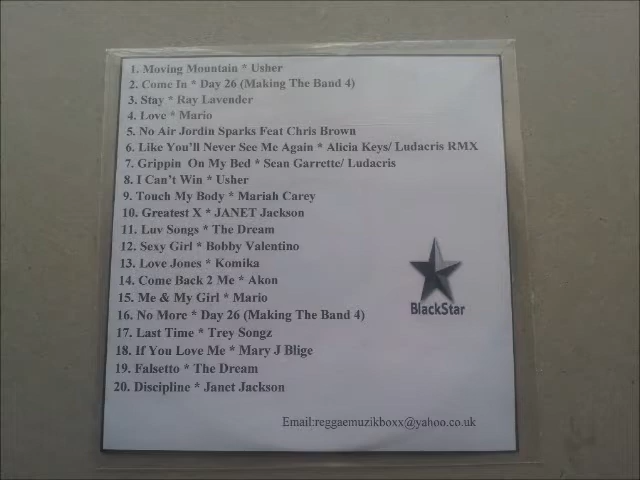 1. Moving Mountain * Usher
2. Come In * Day 26 (Making The Band 4)
3. Stay * Ray Lavender
4. Love * Mario
5. No Air Jordin Sparks Feat Chris Brown
6. Like You'll Never See Me Again * Alicia Keys/ Ludacris RMX
7. Grippin On My Bed * Sean Garrette/ Ludacris
8. I Can't Win * Usher
9. Touch My Body * Mariah Carey
10. Greatest X * JANET Jackson
11. Luv Songs * The Dream
12. Sexy Girl * Bobby Valentino
13. Love Jones * Komika
14. Come Back 2 Me * Akon
15. Me & My Girl * Mario
16. No More * Day 26 (Making The Band 4)
17. Last Time * Trey Songz
18. If You Love Me * Mary J Blige
19. Falsetto * The Dream
20. Discipline * Janet Jackson
BlackStar
Email:reggaemuzikboxx@yahoo.co.uk